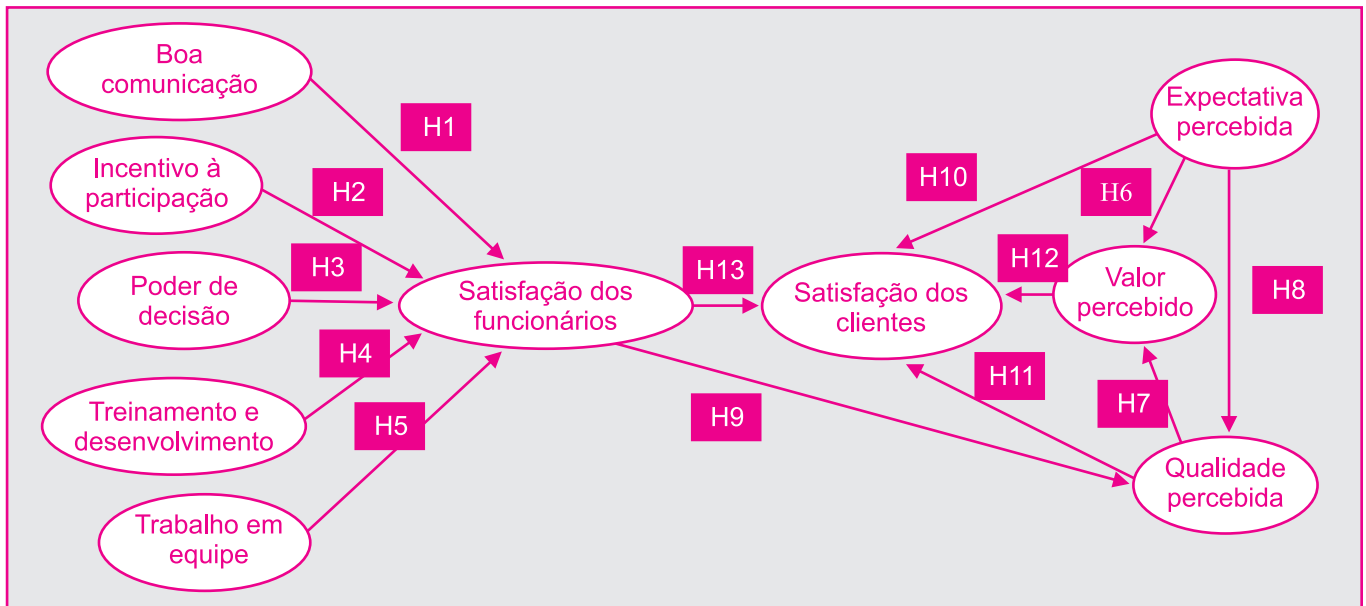 Boa
comunicação
H1
Incentivo à
participação
H2
Poder de
decisão
H3
Treinamento e
desenvolvimento
H4
Trabalho em
equipe
H5
Satisfação dos
funcionários
H13
H9
Satisfação dos
clientes
H10
H12
H11
Expectativa
percebida
H6
H8
Valor
percebido
H7
Qualidade
percebida